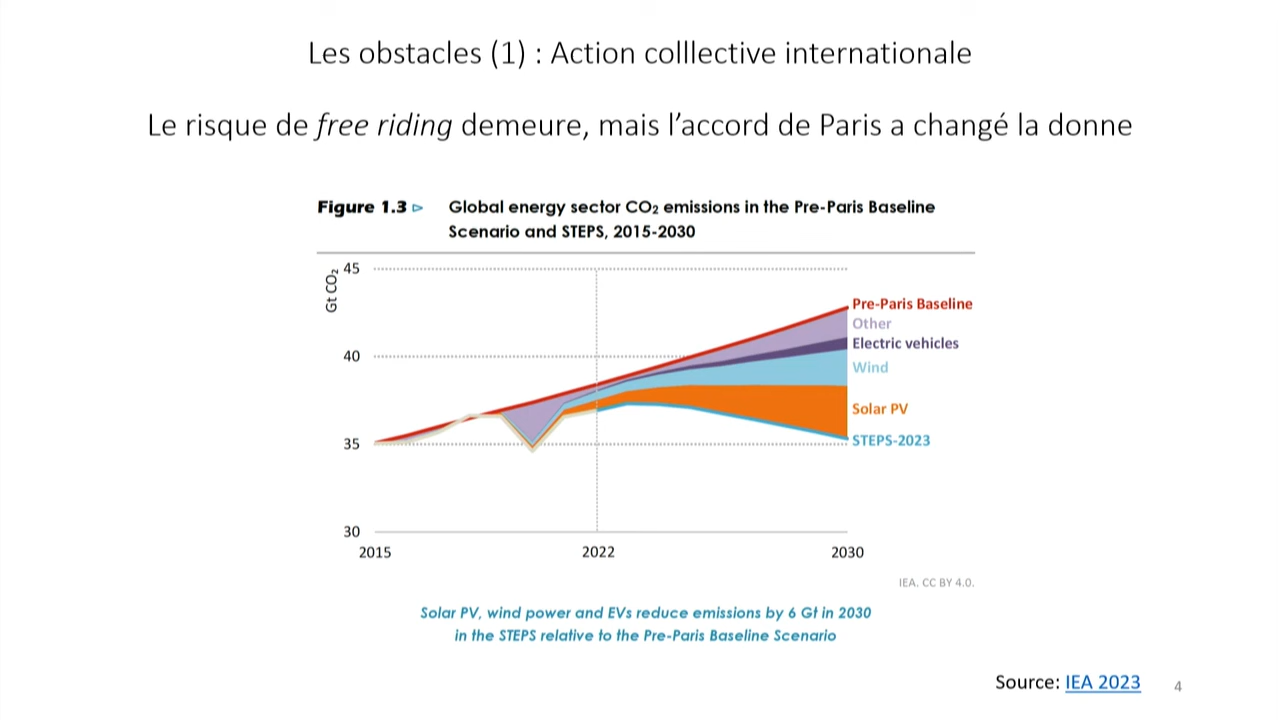 Les obstacles (1) : Action colllective internationale
Le risque de free riding demeure, mais l’accord de Paris a changé la donne
Figure 1.3 ▻ Global energy sector CO₂ emissions in the Pre-Paris Baseline
Scenario and STEPS, 2015-2030
Gt CO₂
45
40
35
30
2015
2022
2030
Pre-Paris Baseline
Other
Electric vehicles
Wind
Solar PV
STEPS-2023
IEA. CC BY 4.0.
Solar PV, wind power and EVs reduce emissions by 6 Gt in 2030
in the STEPS relative to the Pre-Paris Baseline Scenario
Source: IEA 2023
4